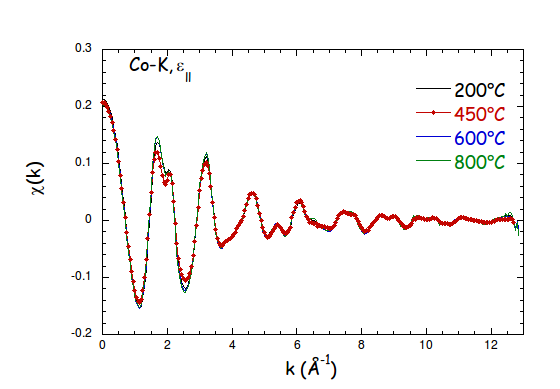 0.3
Co-K, ε||
200°C
450°C
600°C
800°C
0.2
0.1
0
-0.1
-0.2
χ(k)
0 2 4 6 8 10 12
k (Å⁻¹)